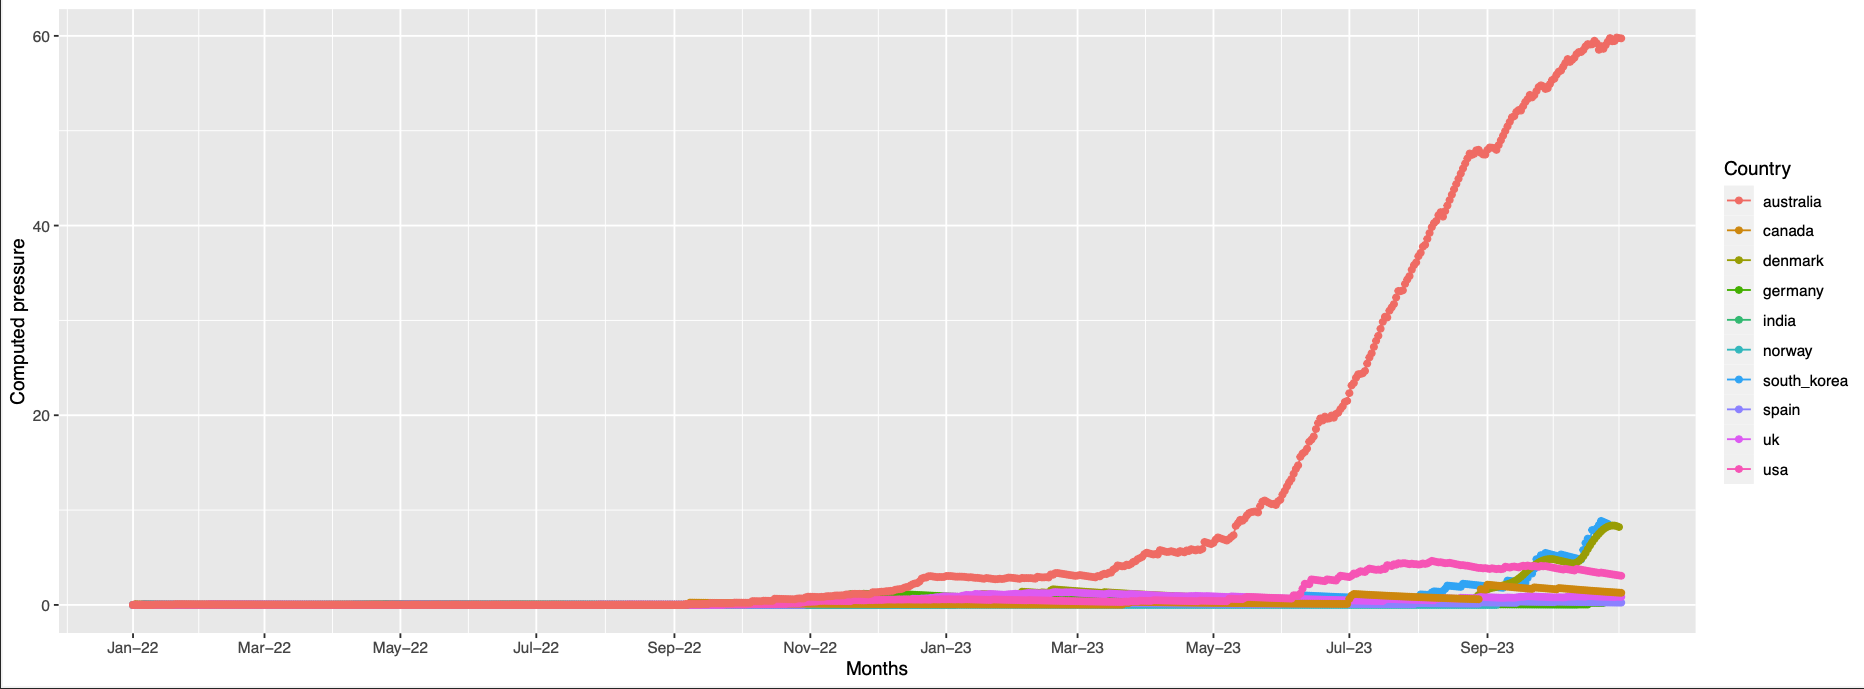 Computed pressure
60
40
20
0
Jan–22 Mar–22 May–22 Jul–22 Sep–22 Nov–22 Jan–23 Mar–23 May–23 Jul–23 Sep–23
Months
Country
australia
canada
denmark
germany
india
norway
south_korea
spain
uk
usa